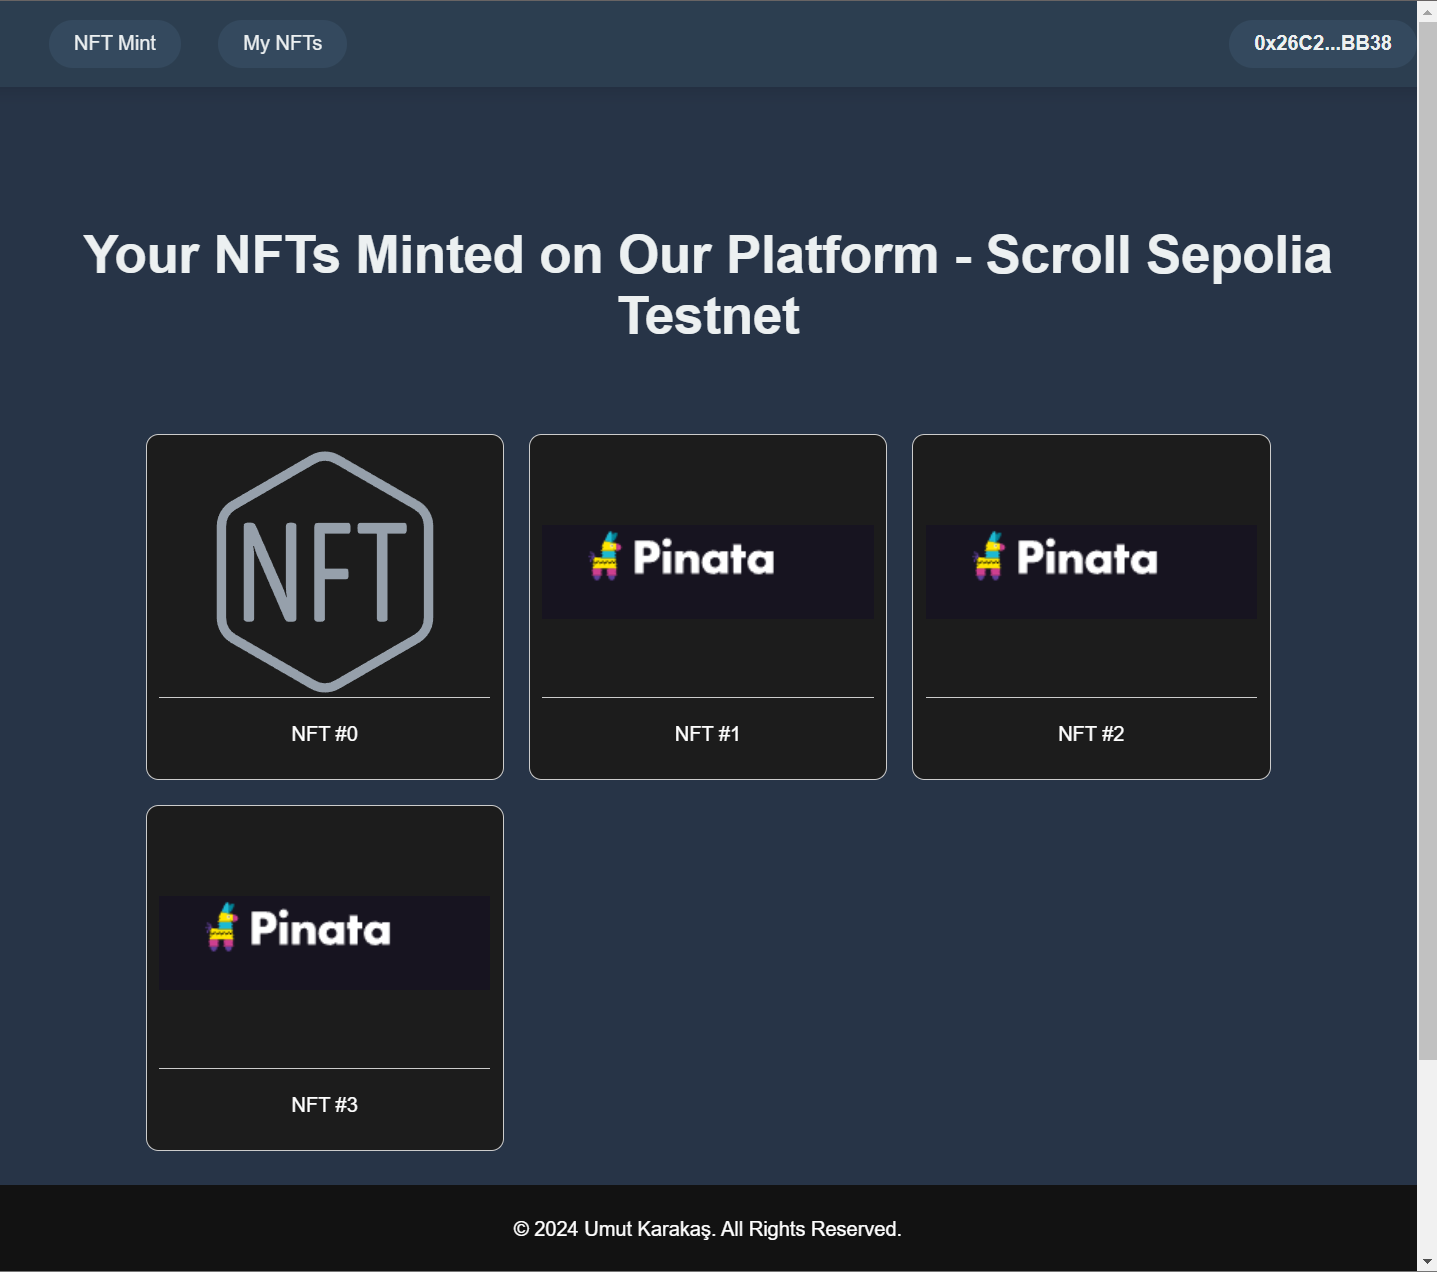 NFT Mint
My NFTs
0x26C2...BB38
Your NFTs Minted on Our Platform - Scroll Sepolia
Testnet
NFT
Pinata
Pinata
NFT #0
NFT #1
NFT #2
Pinata
NFT #3
© 2024 Umut Karakaş. All Rights Reserved.